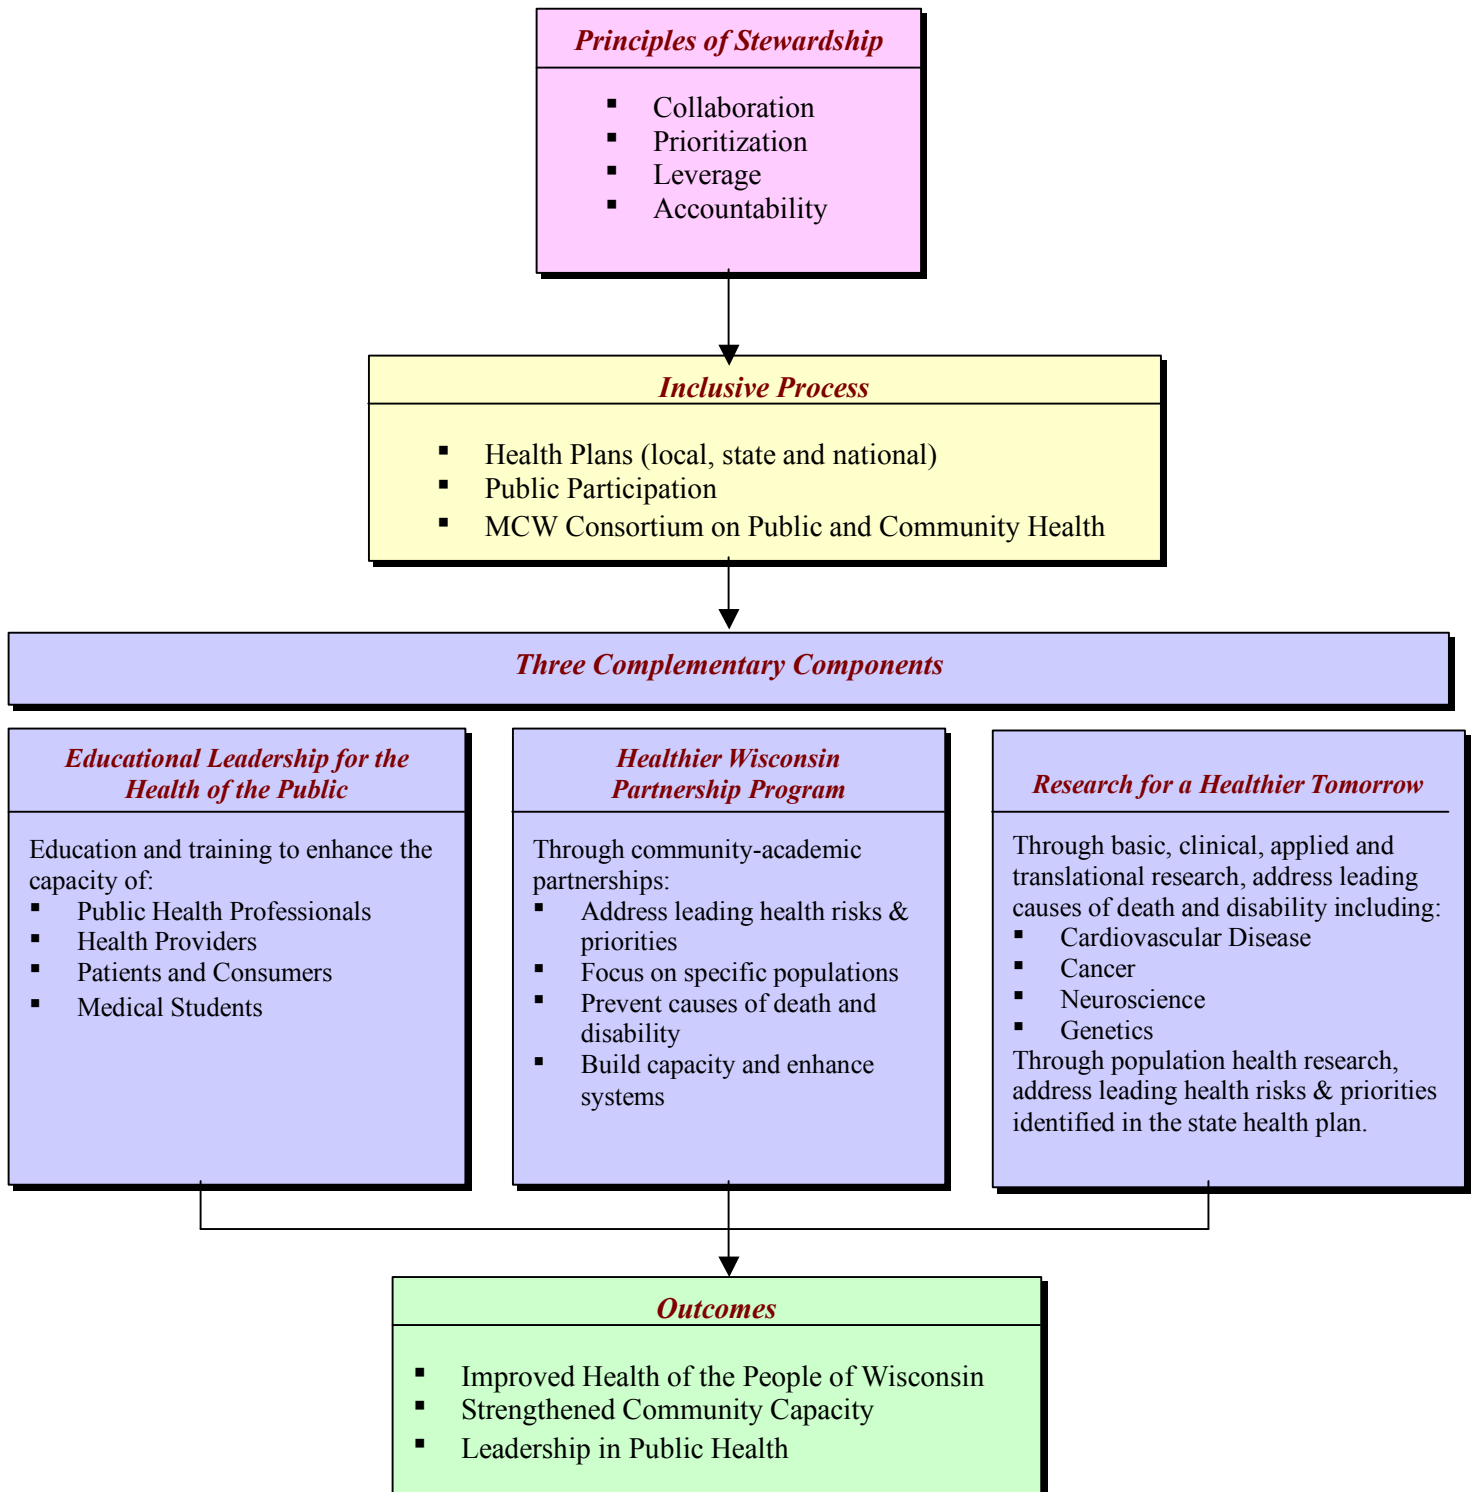 Principles of Stewardship
▪ Collaboration
▪ Prioritization
▪ Leverage
▪ Accountability
Inclusive Process
▪ Health Plans (local, state and national)
▪ Public Participation
▪ MCW Consortium on Public and Community Health
Three Complementary Components
Educational Leadership for the
Health of the Public
Education and training to enhance the
capacity of:
▪ Public Health Professionals
▪ Health Providers
▪ Patients and Consumers
▪ Medical Students
Healthier Wisconsin
Partnership Program
Through community-academic
partnerships:
▪ Address leading health risks &
priorities
▪ Focus on specific populations
▪ Prevent causes of death and
disability
▪ Build capacity and enhance
systems
Research for a Healthier Tomorrow
Through basic, clinical, applied and
translational research, address leading
causes of death and disability including:
▪ Cardiovascular Disease
▪ Cancer
▪ Neuroscience
▪ Genetics
Through population health research,
address leading health risks & priorities
identified in the state health plan.
Outcomes
▪ Improved Health of the People of Wisconsin
▪ Strengthened Community Capacity
▪ Leadership in Public Health